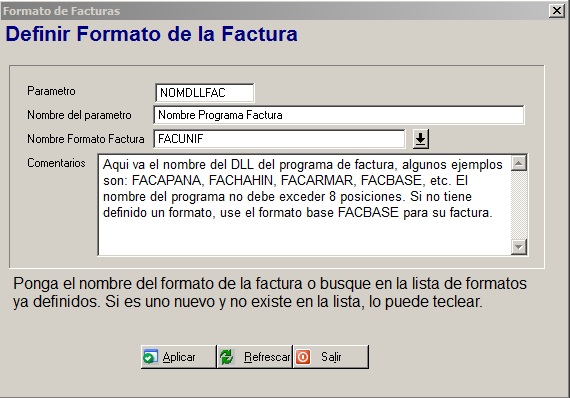 Formato de Facturas
Definir Formato de la Factura
Parametro NOMDLLFAC
Nombre del parametro Nombre Programa Factura
Nombre Formato Factura FACUNIF
Comentarios Aqui va el nombre del DLL del programa de factura, algunos ejemplos
son: FACAPANA, FACHAHIN, FACARMAR, FACBASE, etc. El
nombre del programa no debe exceder 8 posiciones. Si no tiene
definido un formato, use el formato base FACBASE para su factura.
Ponga el nombre del formato de la factura o busque en la lista de formatos
ya definidos. Si es uno nuevo y no existe en la lista, lo puede teclear.
Aplicar Refrescar Salir